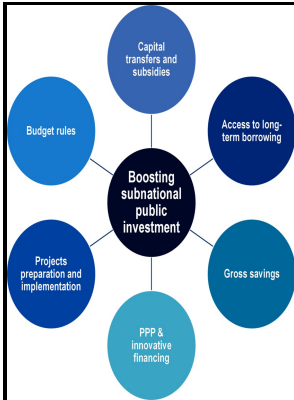 Capital
transfers and
subsidies
Budget rules
Access to long-
term borrowing
Boosting
subnational
public
investment
Projects
preparation and
implementation
Gross savings
PPP &
innovative
financing